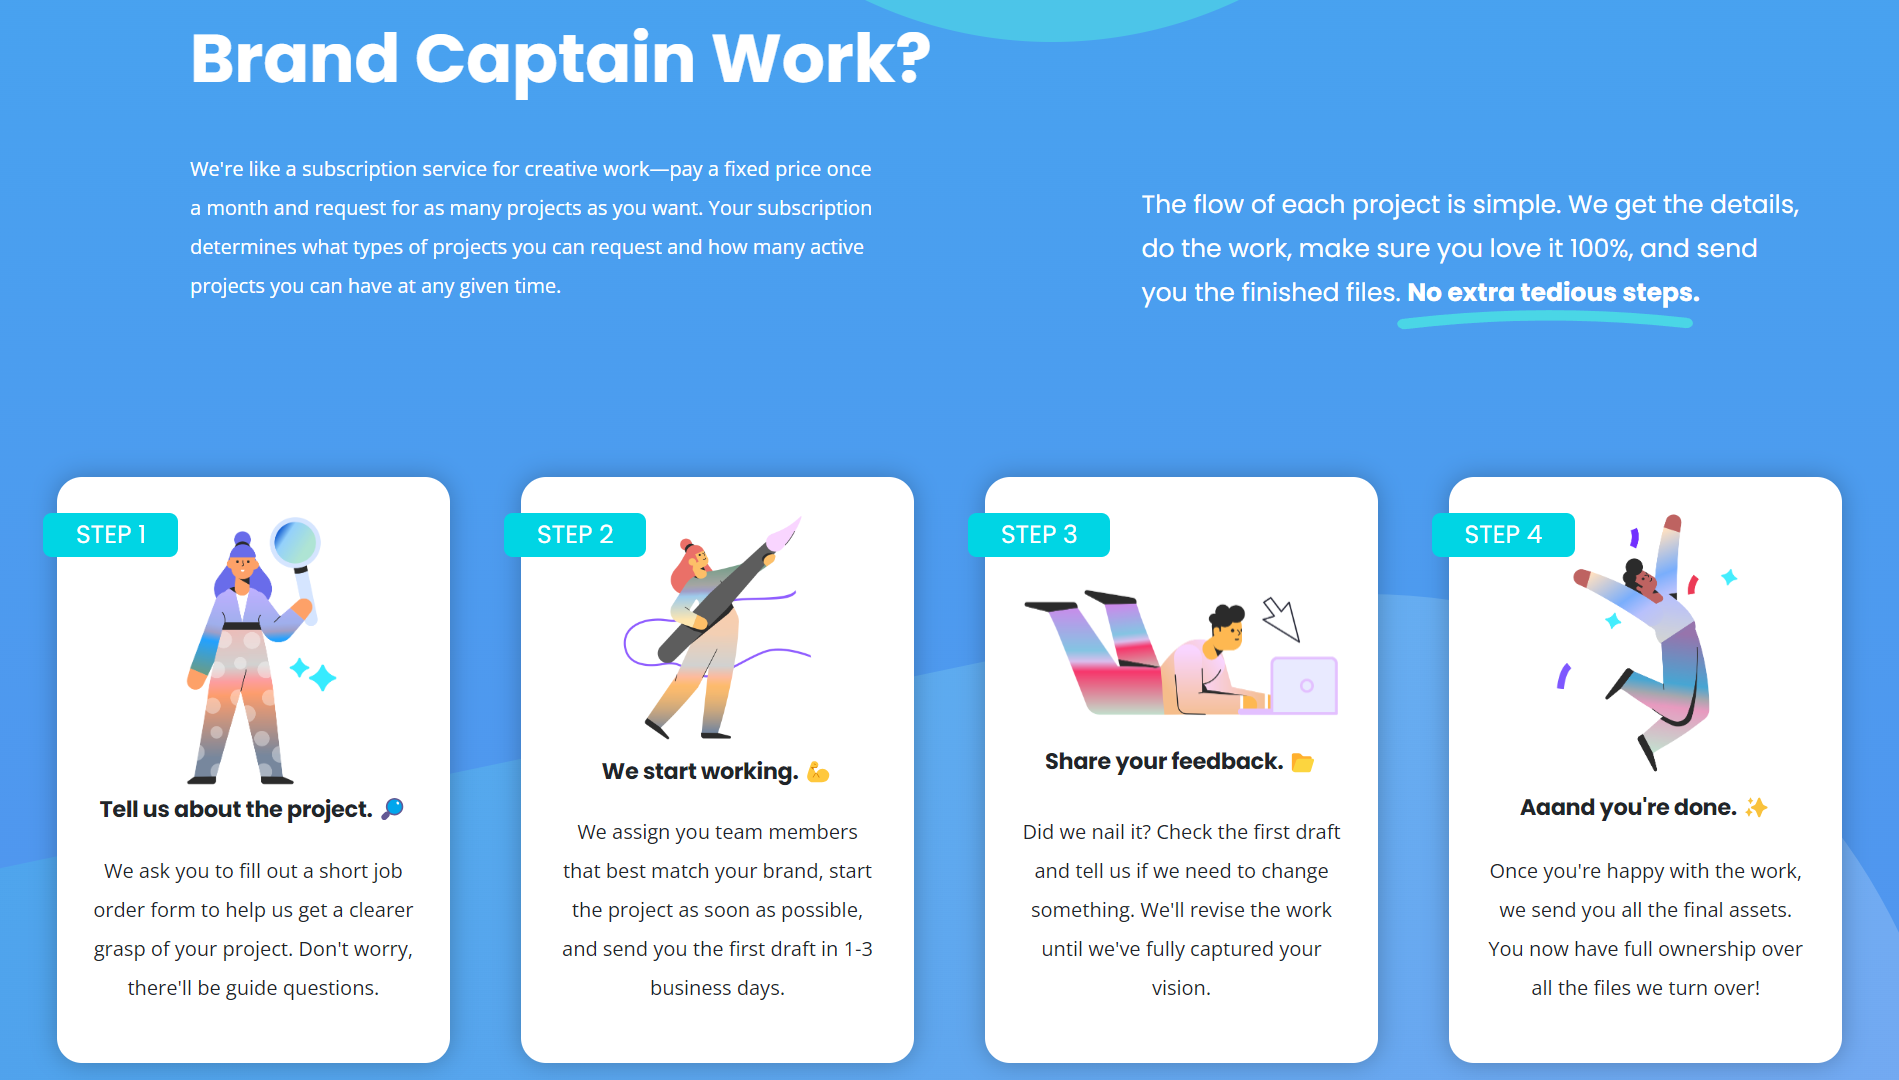 Brand Captain Work?
We're like a subscription service for creative work—pay a fixed price once
a month and request for as many projects as you want. Your subscription
determines what types of projects you can request and how many active
projects you can have at any given time.
The flow of each project is simple. We get the details,
do the work, make sure you love it 100%, and send
you the finished files. No extra tedious steps.
STEP 1
Tell us about the project. 🔎
We ask you to fill out a short job
order form to help us get a clearer
grasp of your project. Don't worry,
there'll be guide questions.
STEP 2
We start working. 💪
We assign you team members
that best match your brand, start
the project as soon as possible,
and send you the first draft in 1-3
business days.
STEP 3
Share your feedback. 📂
Did we nail it? Check the first draft
and tell us if we need to change
something. We'll revise the work
until we've fully captured your
vision.
STEP 4
Aaand you're done. ✨
Once you're happy with the work,
we send you all the final assets.
You now have full ownership over
all the files we turn over!